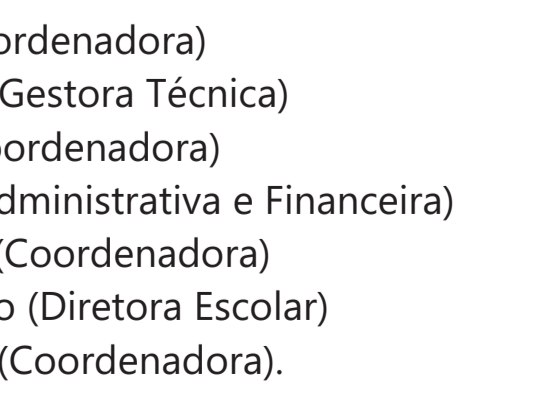 ordenadora)
Gestora Técnica)
oordenadora)
dministrativa e Financeira)
(Coordenadora)
o (Diretora Escolar)
(Coordenadora).